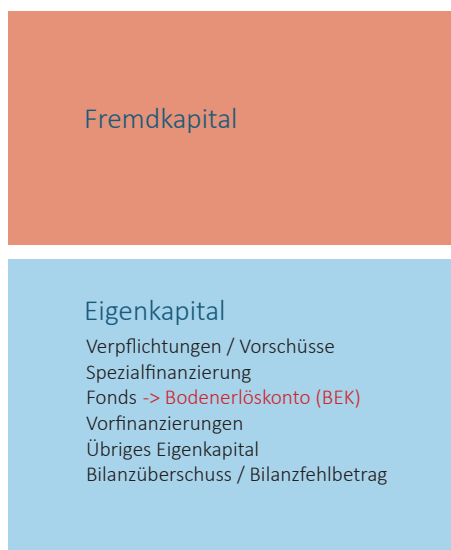 Fremdkapital
Eigenkapital
Verpflichtungen / Vorschüsse
Spezialfinanzierung
Fonds -> Bodenerlöskonto (BEK)
Vorfinanzierungen
Übriges Eigenkapital
Bilanzüberschuss / Bilanzfehlbetrag